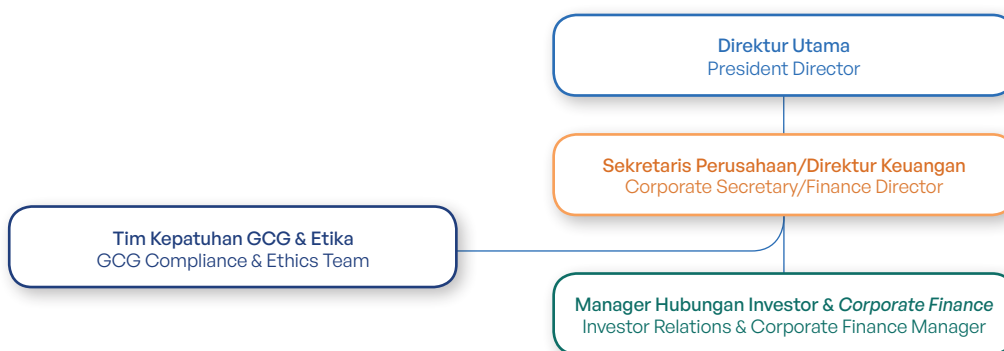 Direktur Utama
President Director
Sekretaris Perusahaan/Direktur Keuangan
Corporate Secretary/Finance Director
Tim Kepatuhan GCG & Etika
GCG Compliance & Ethics Team
Manager Hubungan Investor & Corporate Finance
Investor Relations & Corporate Finance Manager